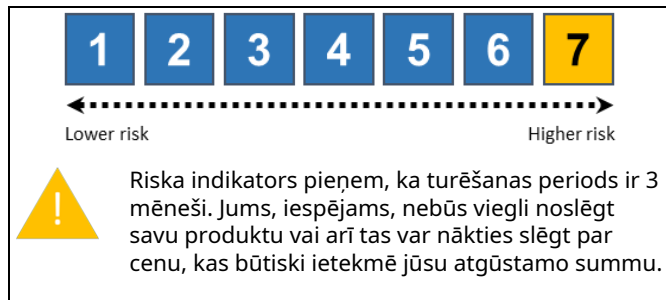 1 2 3 4 5 6 7
Lower risk Higher risk
!
Riska indikators pieņem, ka turēšanas periods ir 3
mēneši. Jums, iespējams, nebūs viegli noslēgt
savu produktu vai arī tas var nākties slēgt par
cenu, kas būtiski ietekmē jūsu atgūstamo summu.